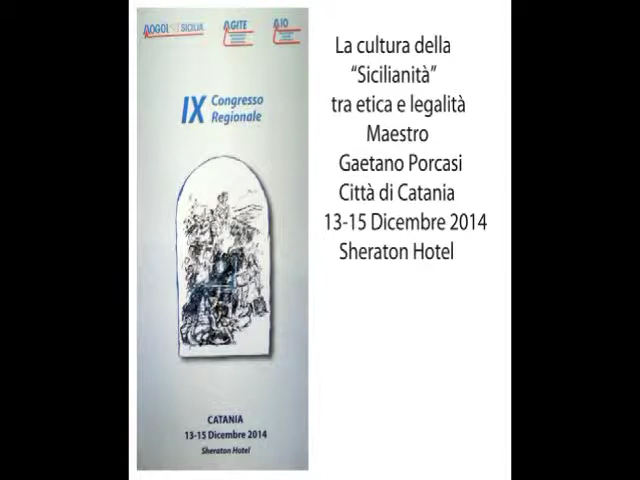 AOGOI SICILIA
AGITE
AIO
IX Congresso
Regionale
CATANIA
13-15 Dicembre 2014
Sheraton Hotel
La cultura della
“Sicilianità”
tra etica e legalità
Maestro
Gaetano Porcasi
Città di Catania
13-15 Dicembre 2014
Sheraton Hotel